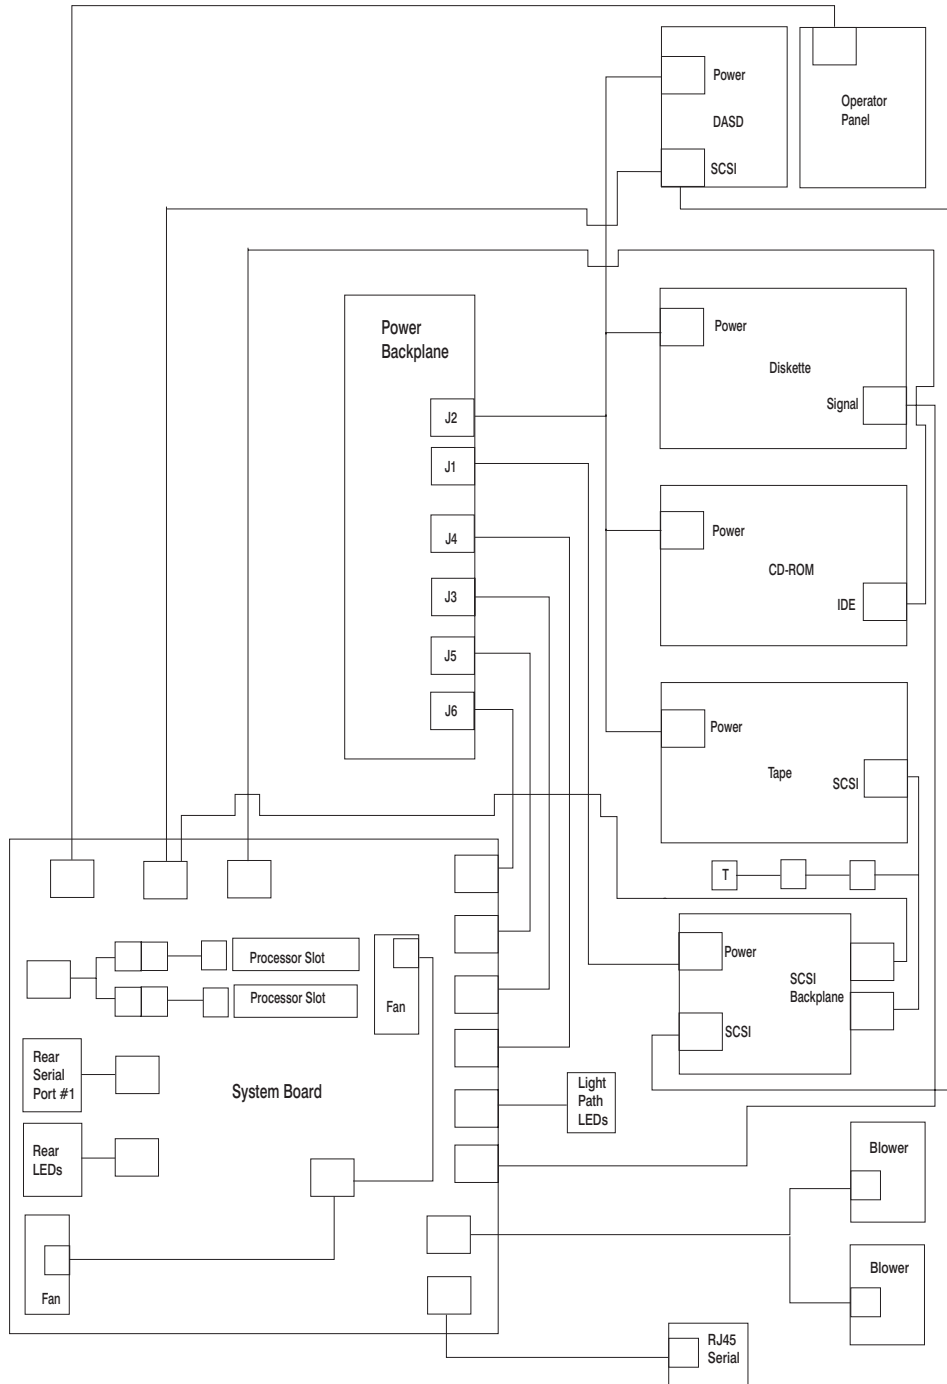 Power
DASD
SCSI
Operator
Panel
Power
Backplane
J2
J1
J4
J3
J5
J6
Power
Diskette
Signal
Power
CD-ROM
IDE
Power
Tape
SCSI
T
Power
SCSI
Backplane
SCSI
Processor Slot
Processor Slot
Fan
Rear
Serial
Port #1
System Board
Light
Path
LEDs
Rear
LEDs
Fan
Blower
Blower
RJ45
Serial